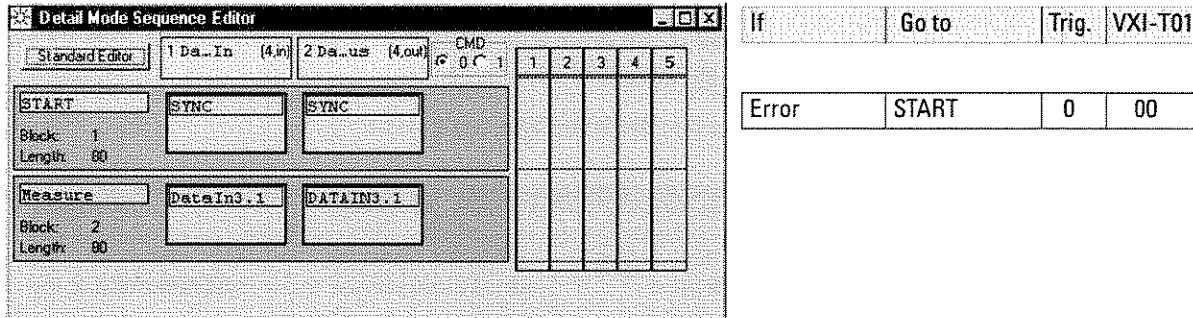 Detail Mode Sequence Editor
Standard Editor
1 Da…In (4,in)
2 Da…us (4,out)
CMD
0 1
1 2 3 4 5
START
Block: 1
Length: 80
SYNC
SYNC
Measure
Block: 2
Length: 80
DataIn3.1
DATAIN3.1
If Go to Trig. VXI-T01
Error START 0 00